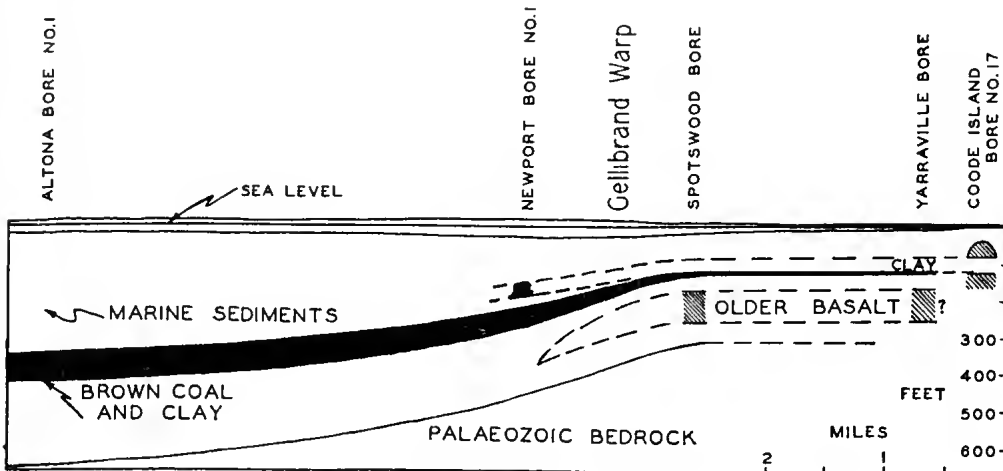 ALTONA BORE NO.1
NEWPORT BORE NO.1
Gellibrand Warp
SPOTSWOOD BORE
YARRAVILLE BORE
COODE ISLAND
BORE NO.17
SEA LEVEL
CLAY
MARINE SEDIMENTS
OLDER BASALT ?
300
400
BROWN COAL
AND CLAY
FEET
500
PALAEOZOIC BEDROCK
MILES
600
2
1